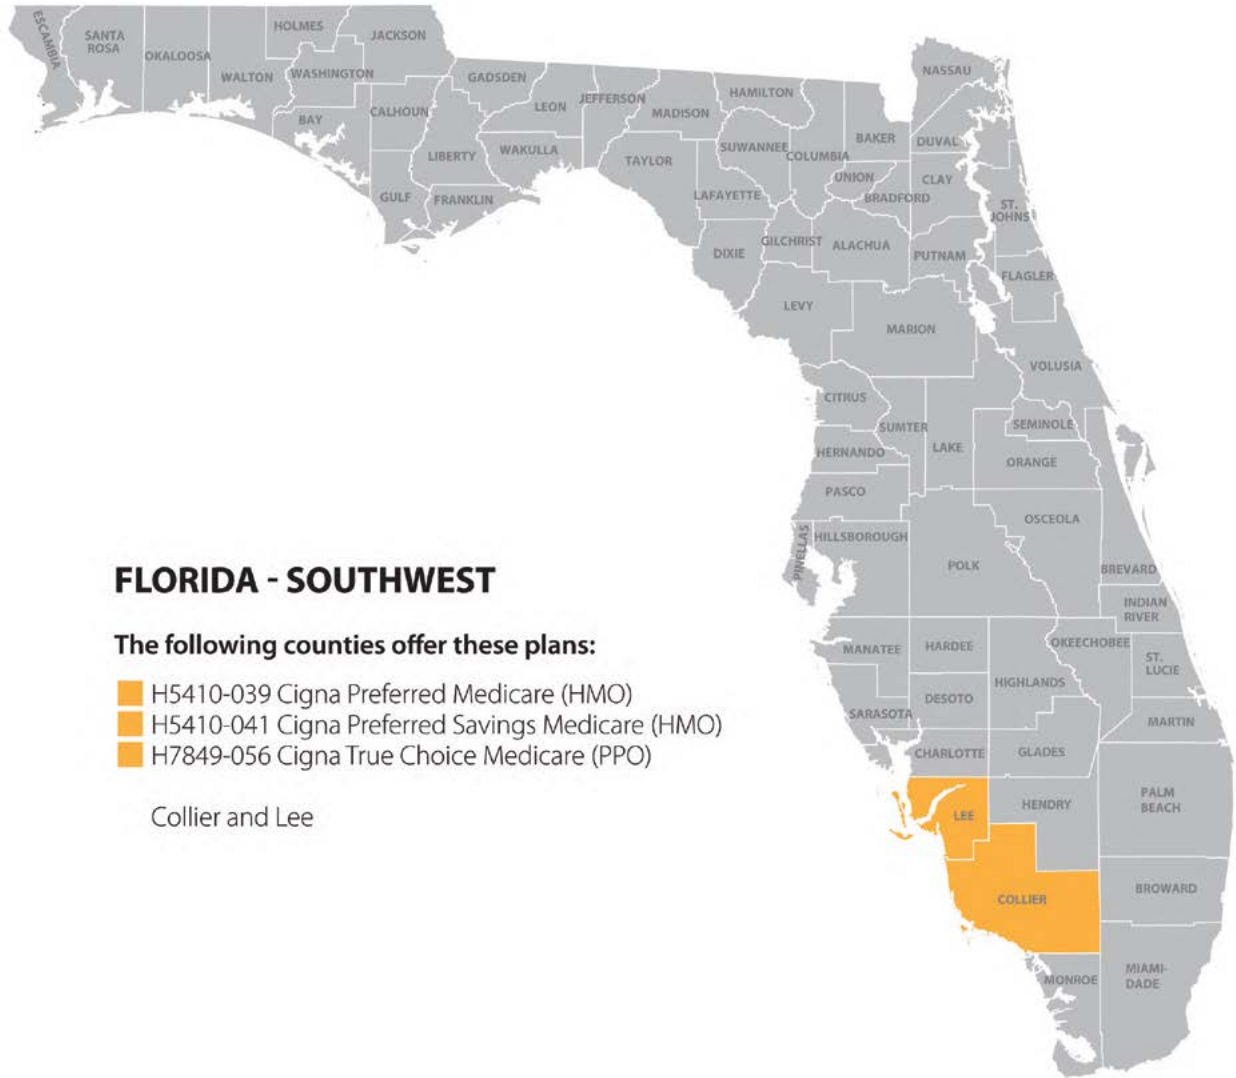 ESCAMBIA
SANTA
ROSA
OKALOOSA
WALTON
HOLMES
WASHINGTON
JACKSON
BAY
CALHOUN
GULF
GADSDEN
LIBERTY
FRANKLIN
LEON
WAKULLA
JEFFERSON
MADISON
TAYLOR
HAMILTON
SUWANNEE
LAFAYETTE
DIXIE
COLUMBIA
GILCHRIST
BAKER
UNION
BRADFORD
ALACHUA
NASSAU
DUVAL
CLAY
PUTNAM
ST.
JOHNS
FLAGLER
LEVY
MARION
VOLUSIA
CITRUS
SUMTER
LAKE
SEMINOLE
HERNANDO
ORANGE
PASCO
OSCEOLA
PINELLAS
HILLSBOROUGH
POLK
BREVARD
INDIAN
RIVER
MANATEE
HARDEE
OKEECHOBEE
ST.
LUCIE
HIGHLANDS
DESOTO
SARASOTA
MARTIN
CHARLOTTE
GLADES
LEE
HENDRY
PALM
BEACH
COLLIER
BROWARD
MONROE
MIAMI-
DADE
FLORIDA - SOUTHWEST
The following counties offer these plans:
H5410-039 Cigna Preferred Medicare (HMO)
H5410-041 Cigna Preferred Savings Medicare (HMO)
H7849-056 Cigna True Choice Medicare (PPO)
Collier and Lee